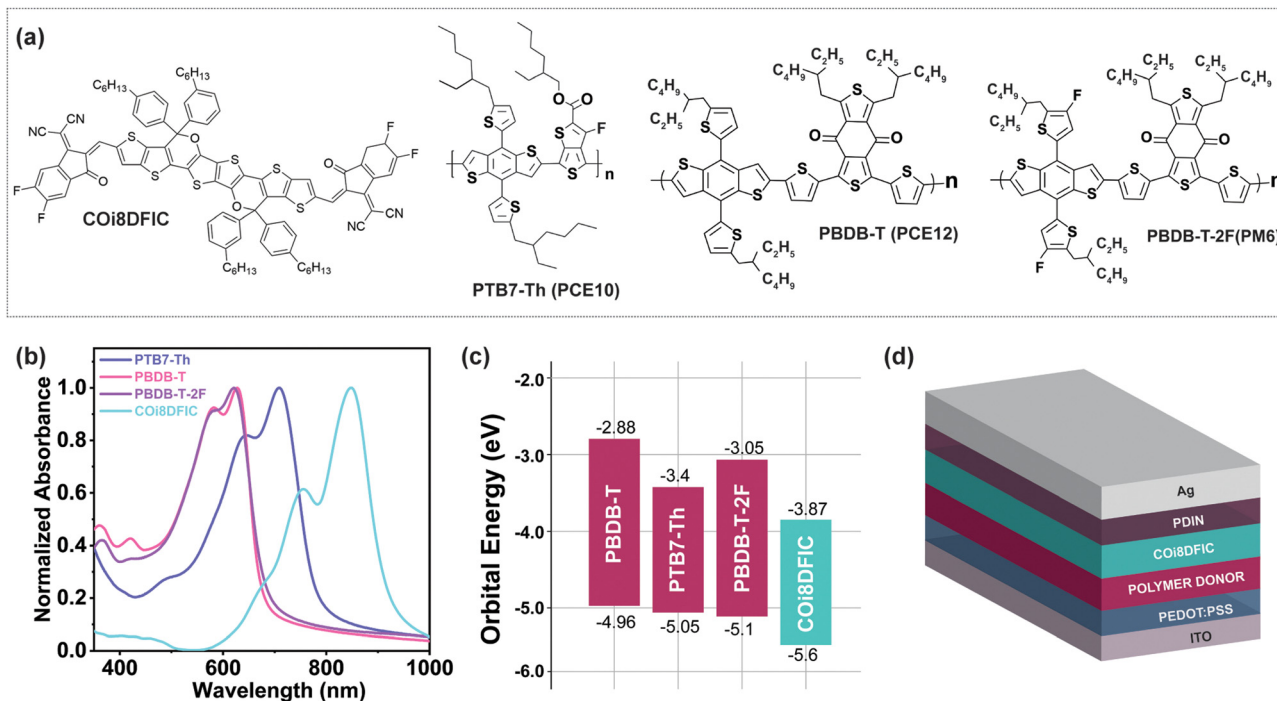 (a)
C₆H₁₃
C₆H₁₃
NC
CN
F
F
O
S
S
O
S
S
S
S
O
S
S
O
F
F
CN
CN
C₆H₁₃
C₆H₁₃
COi8DFIC
O
O
F
S
S
S
S
S
S
n
PTB7-Th (PCE10)
C₂H₅
C₄H₉
C₂H₅
C₄H₉
C₄H₉
C₂H₅
S
S
O
O
S
S
S
S
S
S
n
C₂H₅
C₄H₉
PBDB-T (PCE12)
C₂H₅
C₄H₉
C₂H₅
C₄H₉
C₄H₉
C₂H₅
F
S
S
O
O
S
S
S
S
S
S
n
F
C₂H₅
C₄H₉
PBDB-T-2F(PM6)
(b)
PTB7-Th
PBDB-T
PBDB-T-2F
COi8DFIC
Normalized Absorbance
1.0
0.8
0.6
0.4
0.2
0.0
400
600
800
1000
Wavelength (nm)
(c)
Orbital Energy (eV)
-2.0
-3.0
-4.0
-5.0
-6.0
-2.88
PBDB-T
-4.96
-3.4
PTB7-Th
-5.05
-3.05
PBDB-T-2F
-5.1
-3.87
COi8DFIC
-5.6
(d)
Ag
PDIN
COi8DFIC
POLYMER DONOR
PEDOT:PSS
ITO